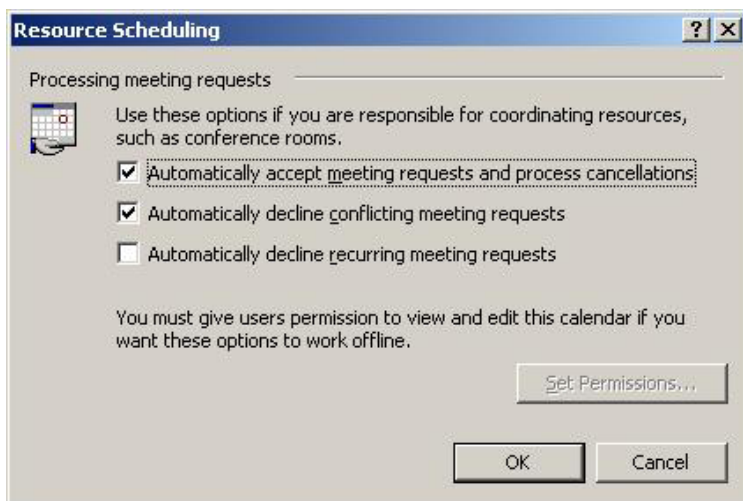 Resource Scheduling
Processing meeting requests
Use these options if you are responsible for coordinating resources,
such as conference rooms.
Automatically accept meeting requests and process cancellations
Automatically decline conflicting meeting requests
Automatically decline recurring meeting requests
You must give users permission to view and edit this calendar if you
want these options to work offline.
Set Permissions...
OK
Cancel